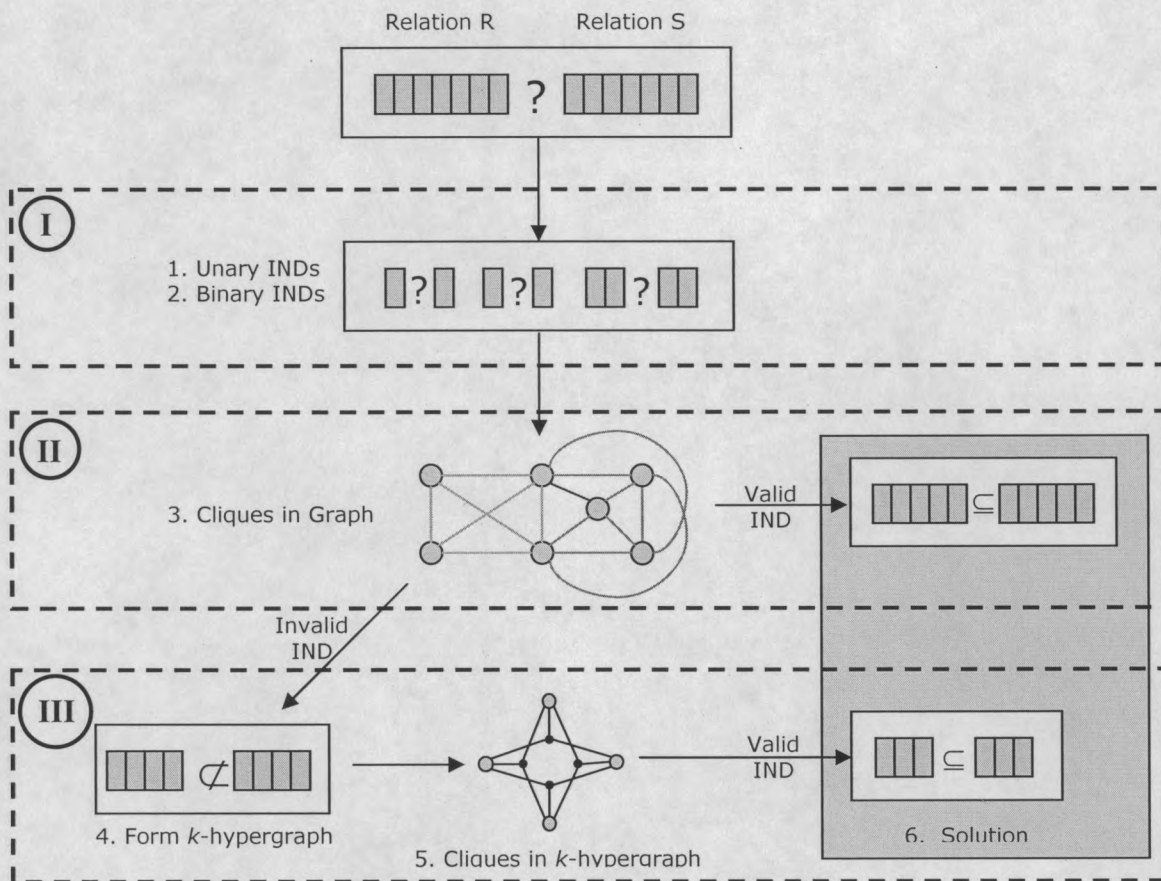 Relation R Relation S
? 
I
1. Unary INDs
2. Binary INDs
? ? ?
II
3. Cliques in Graph
Valid
IND
⊆
Invalid
IND
III
⊄
4. Form k-hypergraph
5. Cliques in k-hypergraph
Valid
IND
⊆
6. Solution